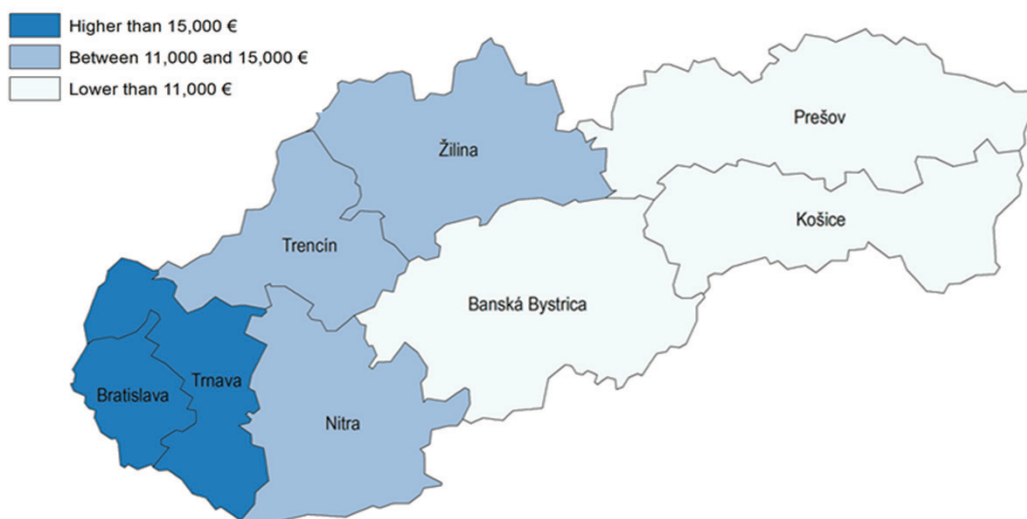 Higher than 15,000 €
Between 11,000 and 15,000 €
Lower than 11,000 €
Prešov
Žilina
Košice
Trencín
Banská Bystrica
Trnava
Bratislava
Nitra